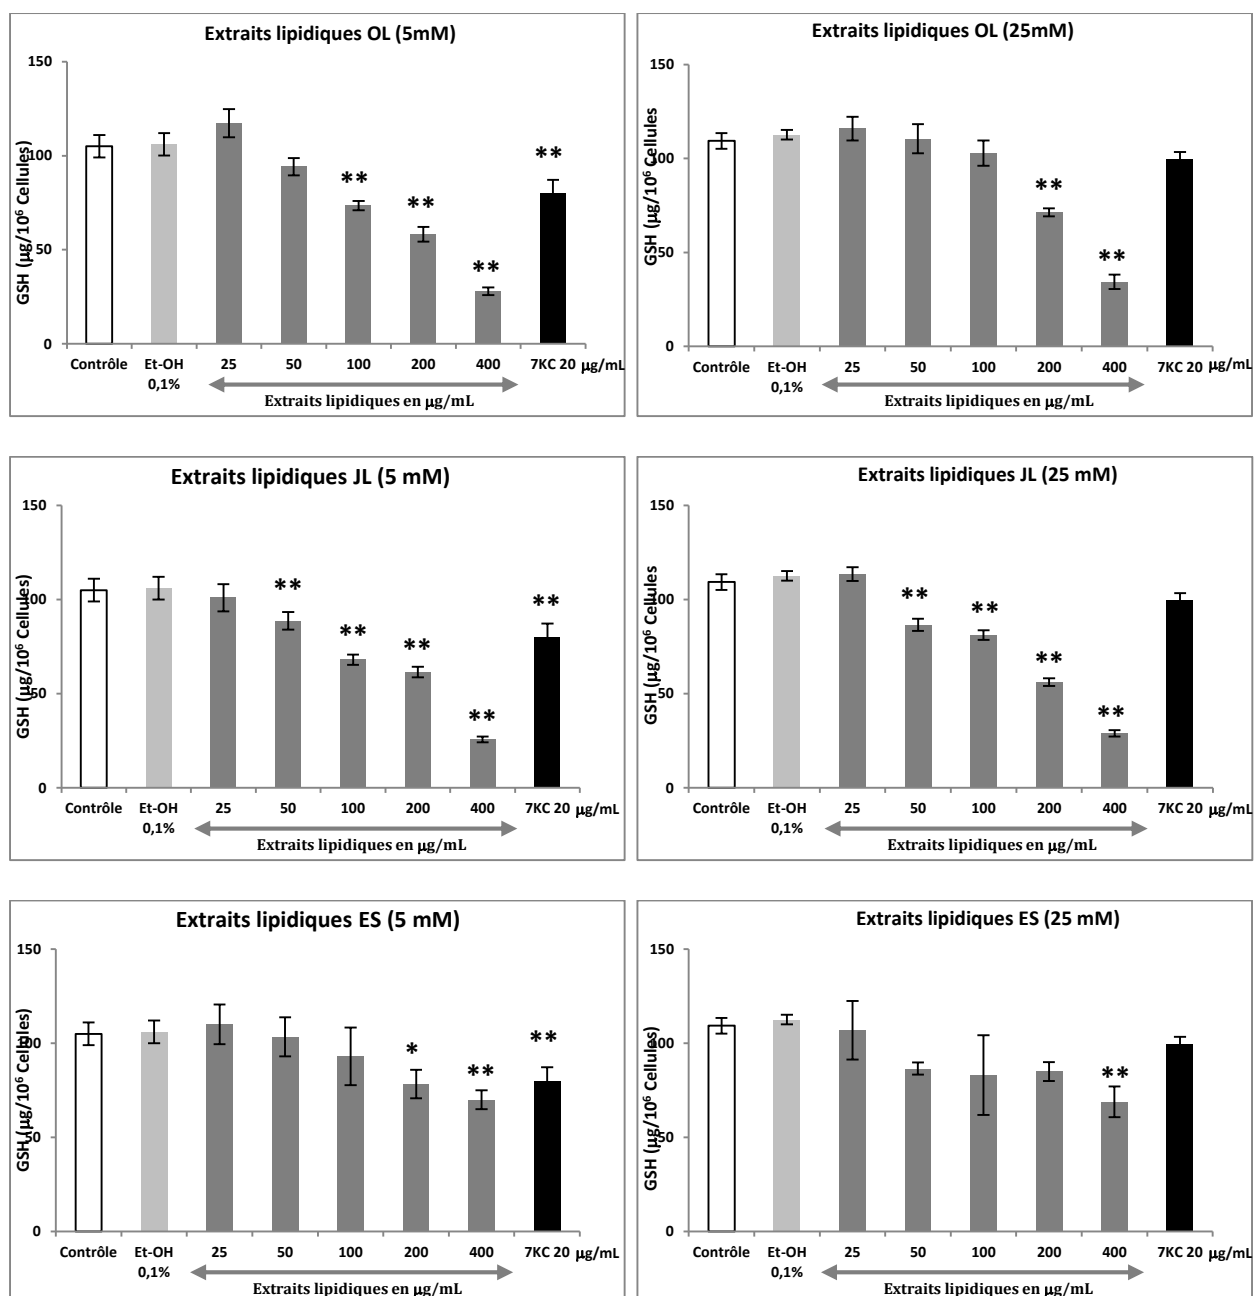 Extraits lipidiques OL (5mM)
GSH (µg/10⁶ Cellules)
150
100
50
0
**
**
**
**
Contrôle
Et-OH
0,1%
25
50
100
200
400
7KC 20
µg/mL
Extraits lipidiques en µg/mL
Extraits lipidiques OL (25mM)
GSH (µg/10⁶ Cellules
150
100
50
0
**
**
Contrôle
Et-OH
0,1%
25
50
100
200
400
7KC 20
µg/mL
Extraits lipidiques en µg/mL
Extraits lipidiques JL (5 mM)
GSH (µg/10⁶ Cellules)
150
100
50
0
**
**
**
**
**
Contrôle
Et-OH
0,1%
25
50
100
200
400
7KC 20
µg/mL
Extraits lipidiques en µg/mL
Extraits lipidiques JL (25 mM)
GSH (µg/10⁶ Cellules
150
100
50
0
**
**
**
**
Contrôle
Et-OH
0,1%
25
50
100
200
400
7KC 20
µg/mL
Extraits lipidiques en µg/mL
Extraits lipidiques ES (5 mM)
GSH (µg/10⁶ Cellules)
150
100
50
0
*
**
**
Contrôle
Et-OH
0,1%
25
50
100
200
400
7KC 20
µg/mL
Extraits lipidiques en µg/mL
Extraits lipidiques ES (25 mM)
GSH (µg/10⁶ Cellules)
150
100
50
0
**
Contrôle
Et-OH
0,1%
25
50
100
200
400
7KC 20
µg/mL
Extraits lipidiques en µg/mL